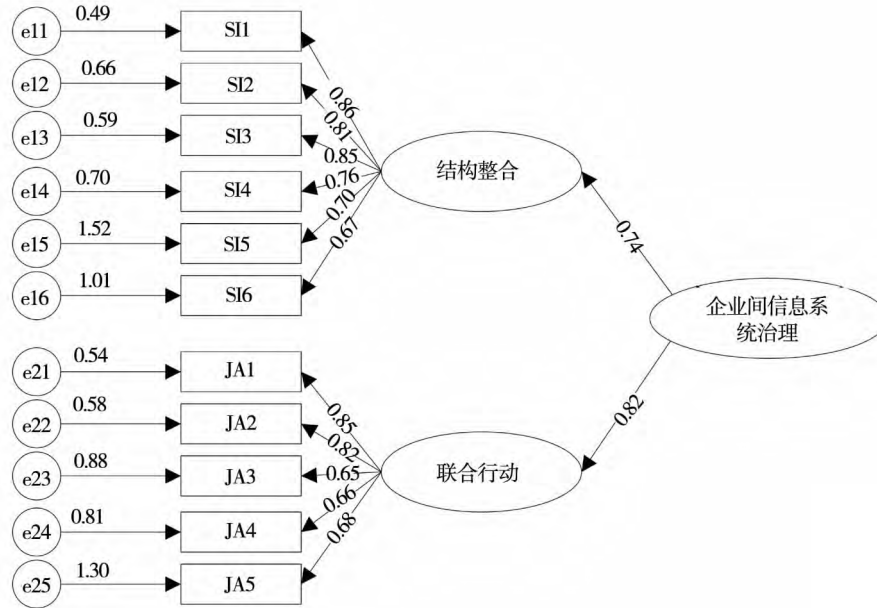 e11 0.49 SI1
0.86
e12 0.66 SI2
0.81
e13 0.59 SI3
0.85
结构整合
e14 0.70 SI4
0.76
0.70
e15 1.52 SI5
0.67
0.74
e16 1.01 SI6
企业间信息系
统治理
e21 0.54 JA1
0.85
0.82
e22 0.58 JA2
0.82
e23 0.88 JA3
0.65
联合行动
e24 0.81 JA4
0.66
0.68
e25 1.30 JA5